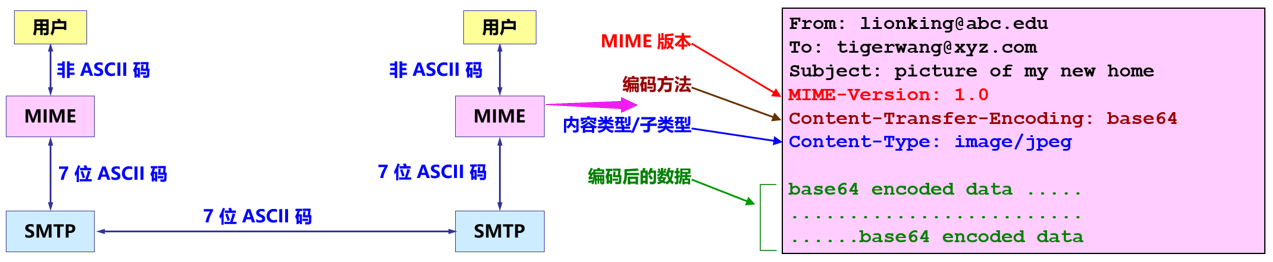 用户
用户
非 ASCII 码
非 ASCII 码
MIME
MIME
7 位 ASCII 码
7 位 ASCII 码
7 位 ASCII 码
SMTP
SMTP
MIME 版本
编码方法
内容类型/子类型
编码后的数据
From: lionking@abc.edu
To: tigerwang@xyz.com
Subject: picture of my new home
MIME-Version: 1.0
Content-Transfer-Encoding: base64
Content-Type: image/jpeg
base64 encoded data .....
.........................
......base64 encoded data